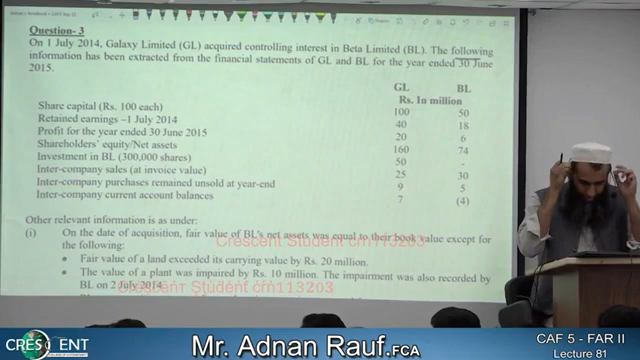 Question-3
On 1 July 2014, Galaxy Limited (GL) acquired controlling interest in Beta Limited (BL). The following
information has been extracted from the financial statements of GL and BL for the year ended 30 June
2015.
GL BL
Rs. In million
Share capital (Rs. 100 each) 100 50
Retained earnings –1 July 2014 40 18
Profit for the year ended 30 June 2015 20 6
Shareholders' equity/Net assets 160 74
Investment in BL (300,000 shares) 50 -
Inter-company sales (at invoice value) 25 30
Inter-company purchases remained unsold at year-end 9 5
Inter-company current account balances 7 (4)
Other relevant information is as under:
(i) On the date of acquisition, fair value of BL's net assets was equal to their book value except for
the following:
Crescent Student crn113203
• Fair value of a land exceeded its carrying value by Rs. 20 million.
• The value of a plant was impaired by Rs. 10 million. The impairment was also recorded by
BL on 2 July 2014.
Crescent Student crn113203
CRESCENT
Mr. Adnan Rauf.FCA
CAF 5 - FAR II
Lecture 81